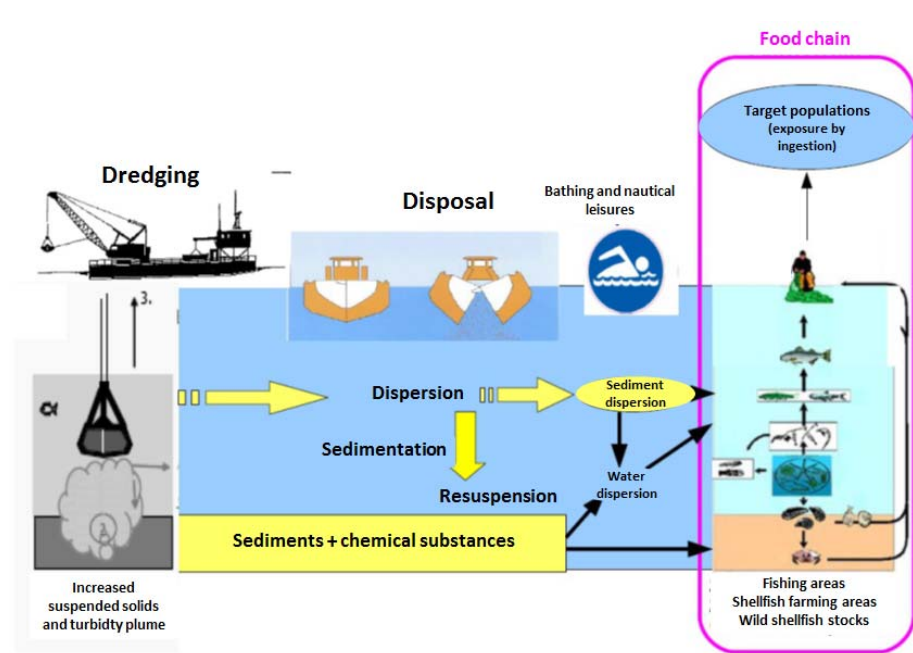 Food chain
Target populations
(exposure by
ingestion)
Dredging
Disposal
Bathing and nautical
leisures
3.
Dispersion
Sediment
dispersion
Sedimentation
Water
dispersion
Resuspension
Sediments + chemical substances
Increased
suspended solids
and turbidty plume
Fishing areas
Shellfish farming areas
Wild shellfish stocks